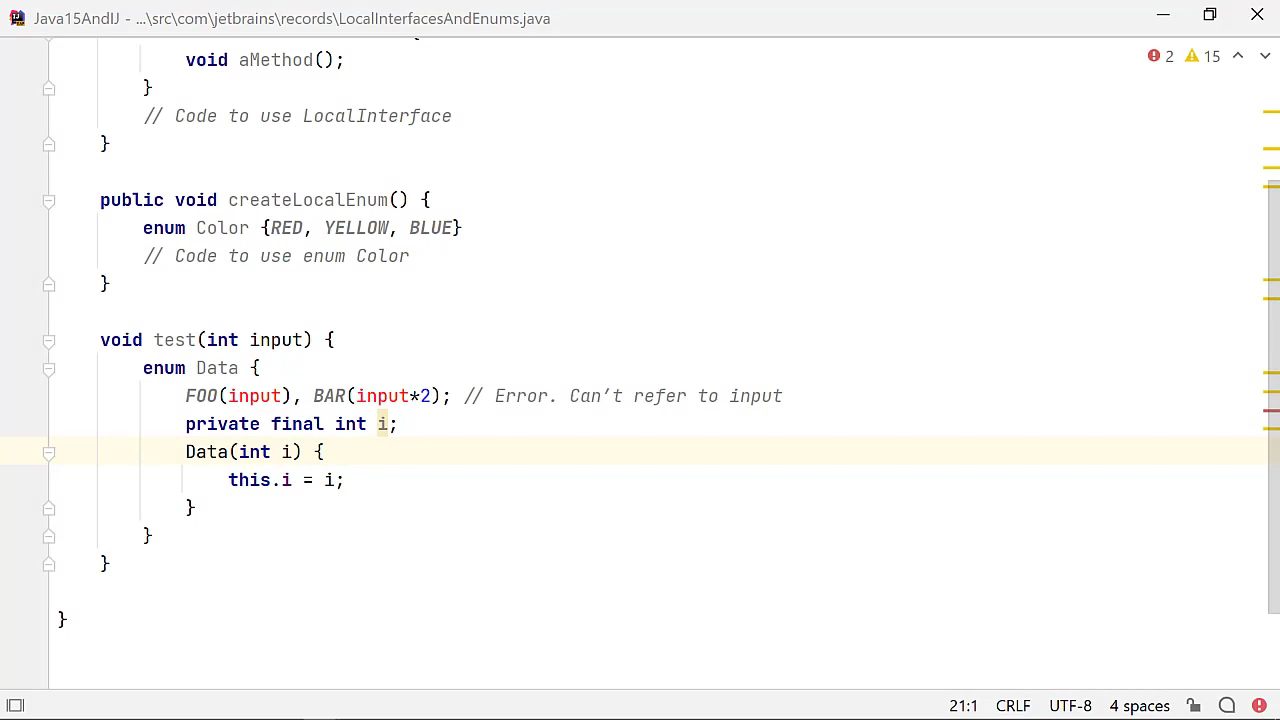 Java15AndIJ - ...\src\com\jetbrains\records\LocalInterfacesAndEnums.java
2 15
void aMethod();
}
// Code to use LocalInterface
}
public void createLocalEnum() {
enum Color {RED, YELLOW, BLUE}
// Code to use enum Color
}
void test(int input) {
enum Data {
FOO(input), BAR(input*2); // Error. Can’t refer to input
private final int i;
Data(int i) {
this.i = i;
}
}
}
}
21:1 CRLF UTF-8 4 spaces